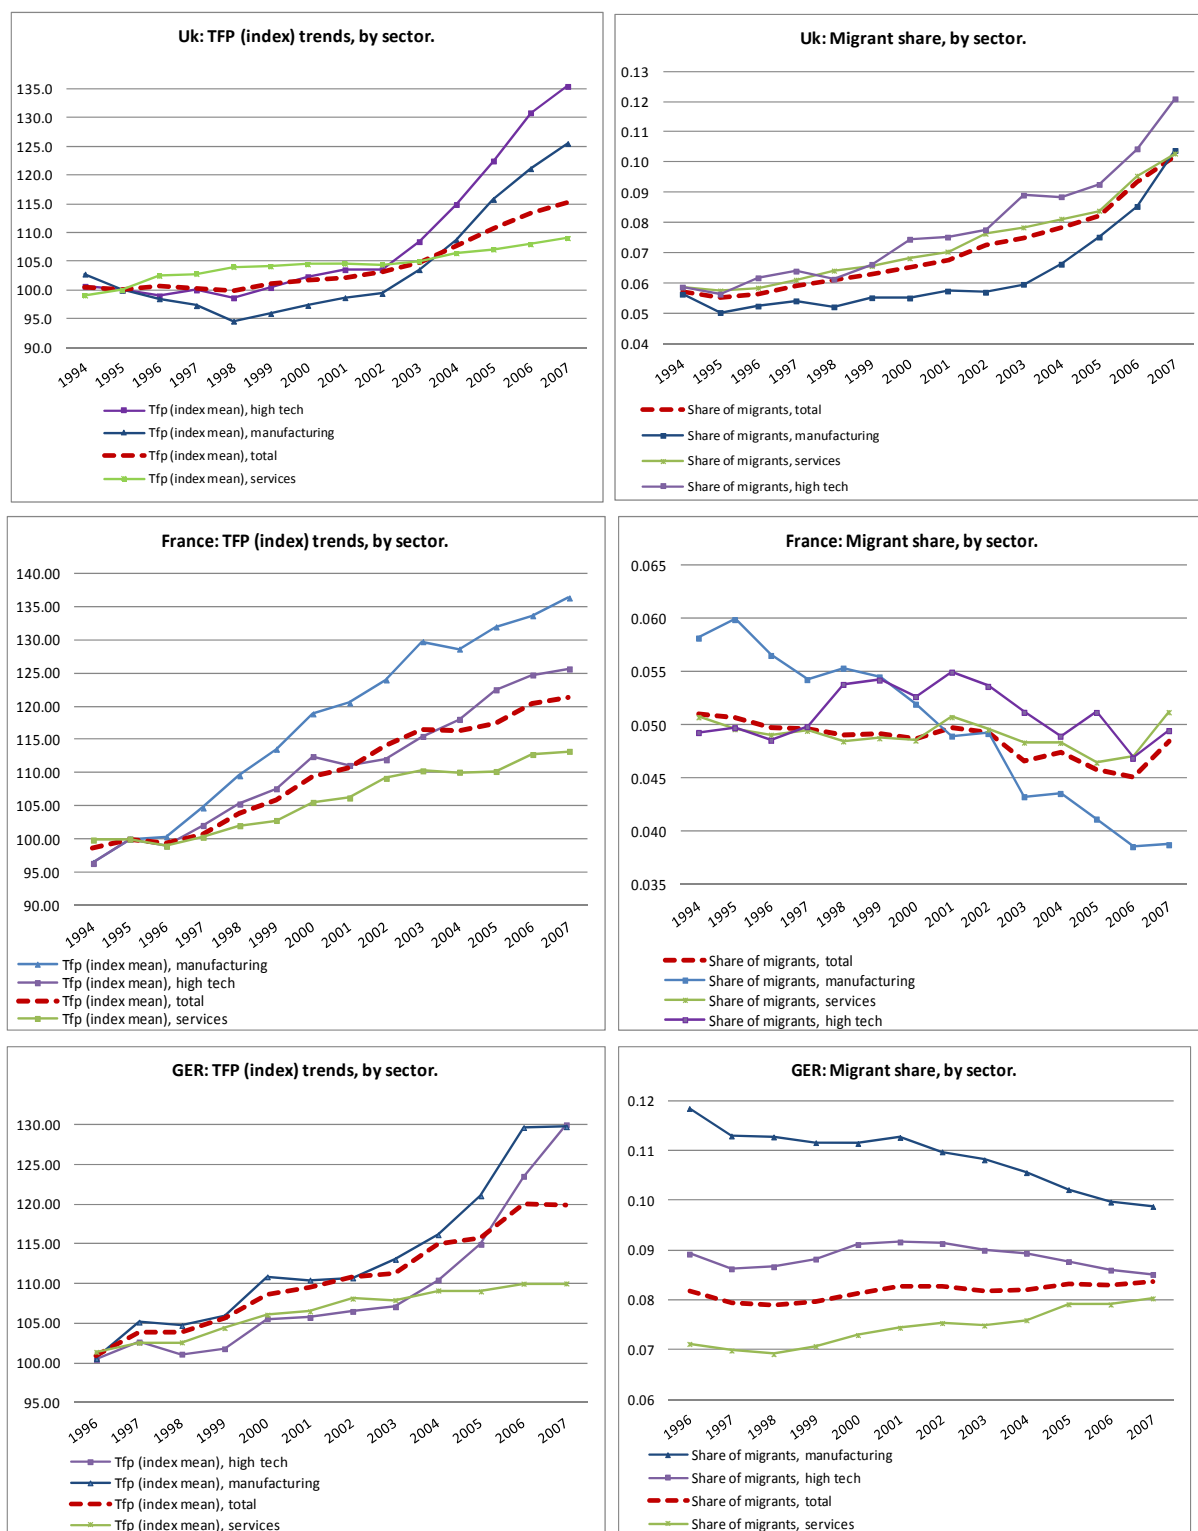 Uk: TFP (index) trends, by sector.
135.0
130.0
125.0
120.0
115.0
110.0
105.0
100.0
95.0
90.0
1994 1995 1996 1997 1998 1999 2000 2001 2002 2003 2004 2005 2006 2007
Tfp (index mean), high tech
Tfp (index mean), manufacturing
Tfp (index mean), total
Tfp (index mean), services
Uk: Migrant share, by sector.
0.13
0.12
0.11
0.10
0.09
0.08
0.07
0.06
0.05
0.04
1994 1995 1996 1997 1998 1999 2000 2001 2002 2003 2004 2005 2006 2007
Share of migrants, total
Share of migrants, manufacturing
Share of migrants, services
Share of migrants, high tech
France: TFP (index) trends, by sector.
140.00
135.00
130.00
125.00
120.00
115.00
110.00
105.00
100.00
95.00
90.00
1994 1995 1996 1997 1998 1999 2000 2001 2002 2003 2004 2005 2006 2007
Tfp (index mean), manufacturing
Tfp (index mean), high tech
Tfp (index mean), total
Tfp (index mean), services
France: Migrant share, by sector.
0.065
0.060
0.055
0.050
0.045
0.040
0.035
1994 1995 1996 1997 1998 1999 2000 2001 2002 2003 2004 2005 2006 2007
Share of migrants, total
Share of migrants, manufacturing
Share of migrants, services
Share of migrants, high tech
GER: TFP (index) trends, by sector.
130.00
125.00
120.00
115.00
110.00
105.00
100.00
95.00
1996 1997 1998 1999 2000 2001 2002 2003 2004 2005 2006 2007
Tfp (index mean), high tech
Tfp (index mean), manufacturing
Tfp (index mean), total
Tfp (index mean), services
GER: Migrant share, by sector.
0.12
0.11
0.10
0.09
0.08
0.07
0.06
1996 1997 1998 1999 2000 2001 2002 2003 2004 2005 2006 2007
Share of migrants, manufacturing
Share of migrants, high tech
Share of migrants, total
Share of migrants, services